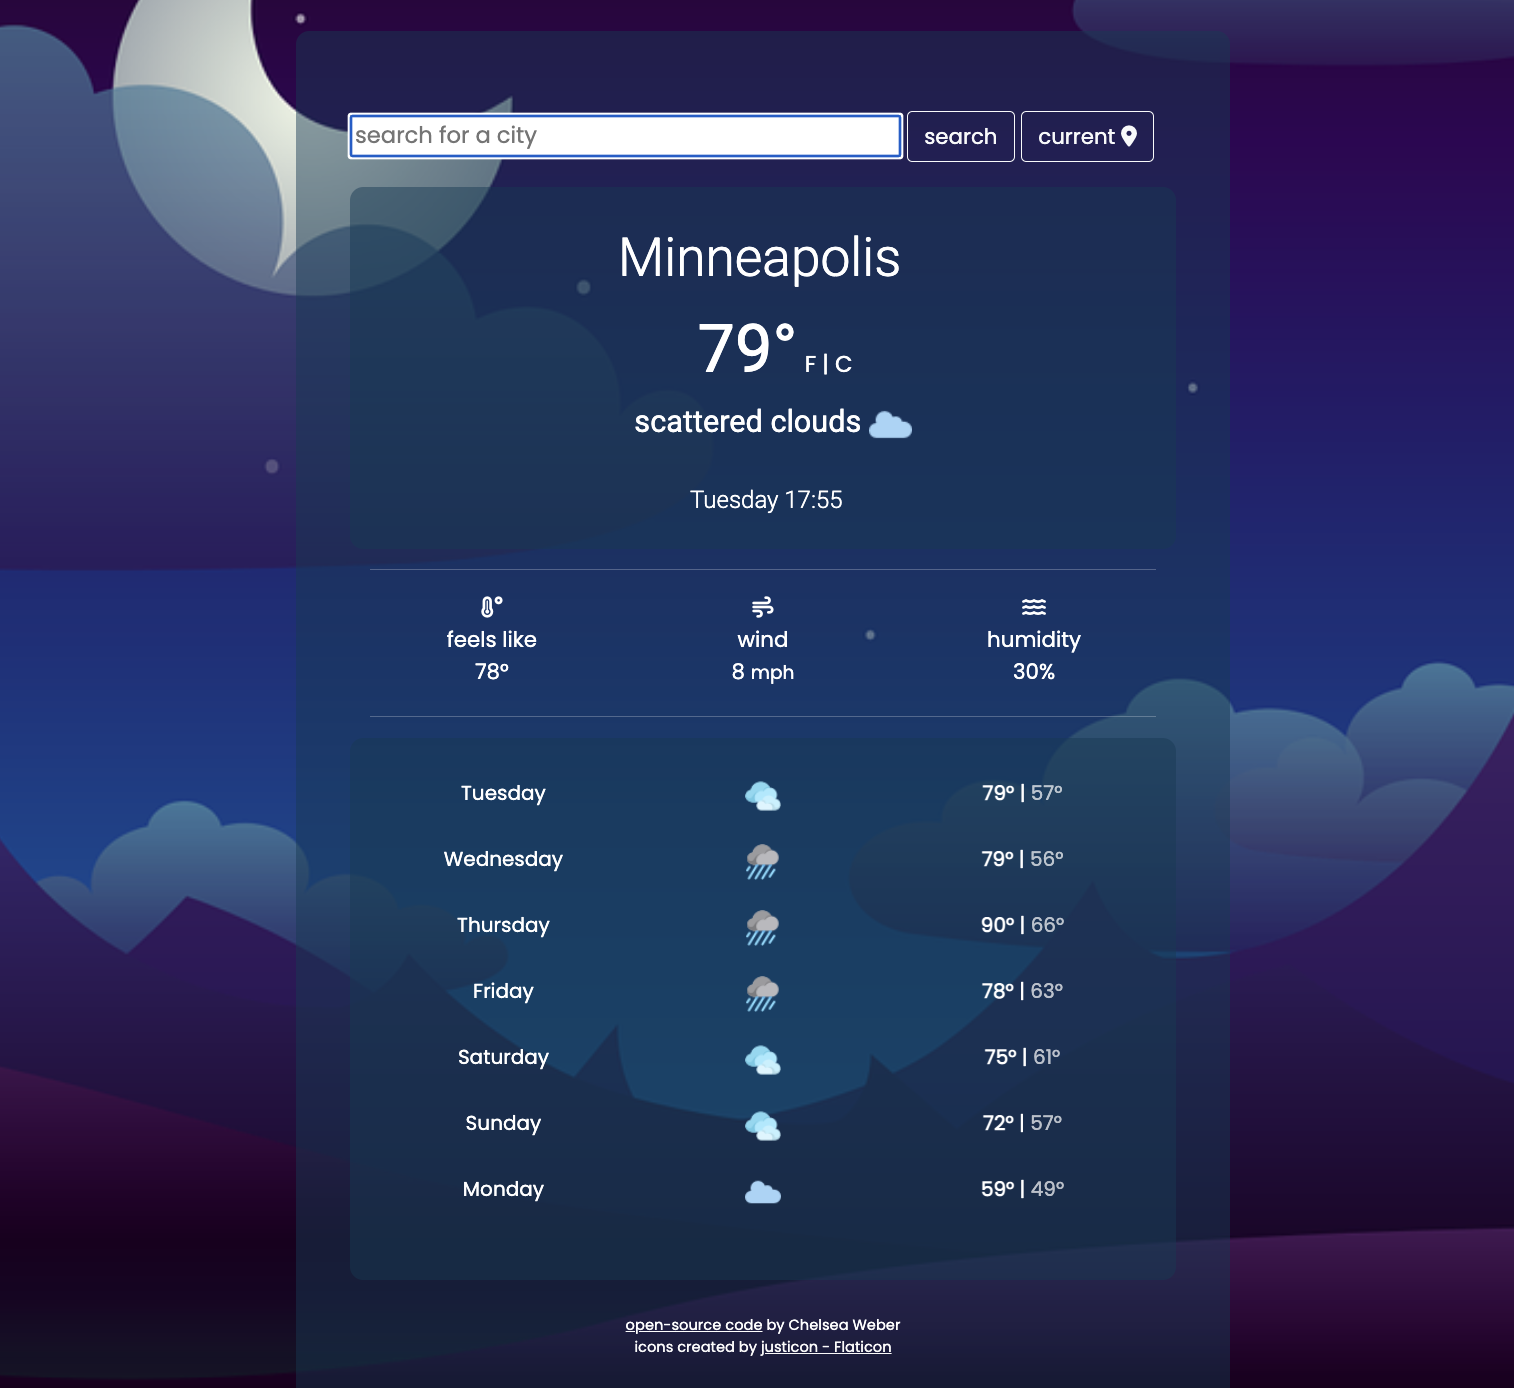 search for a city search current
Minneapolis
79° F | C
scattered clouds
Tuesday 17:55
feels like wind humidity
78° 8 mph 30%
Tuesday 79° | 57°
Wednesday 79° | 56°
Thursday 90° | 66°
Friday 78° | 63°
Saturday 75° | 61°
Sunday 72° | 57°
Monday 59° | 49°
open-source code by Chelsea Weber
icons created by justicon - Flaticon